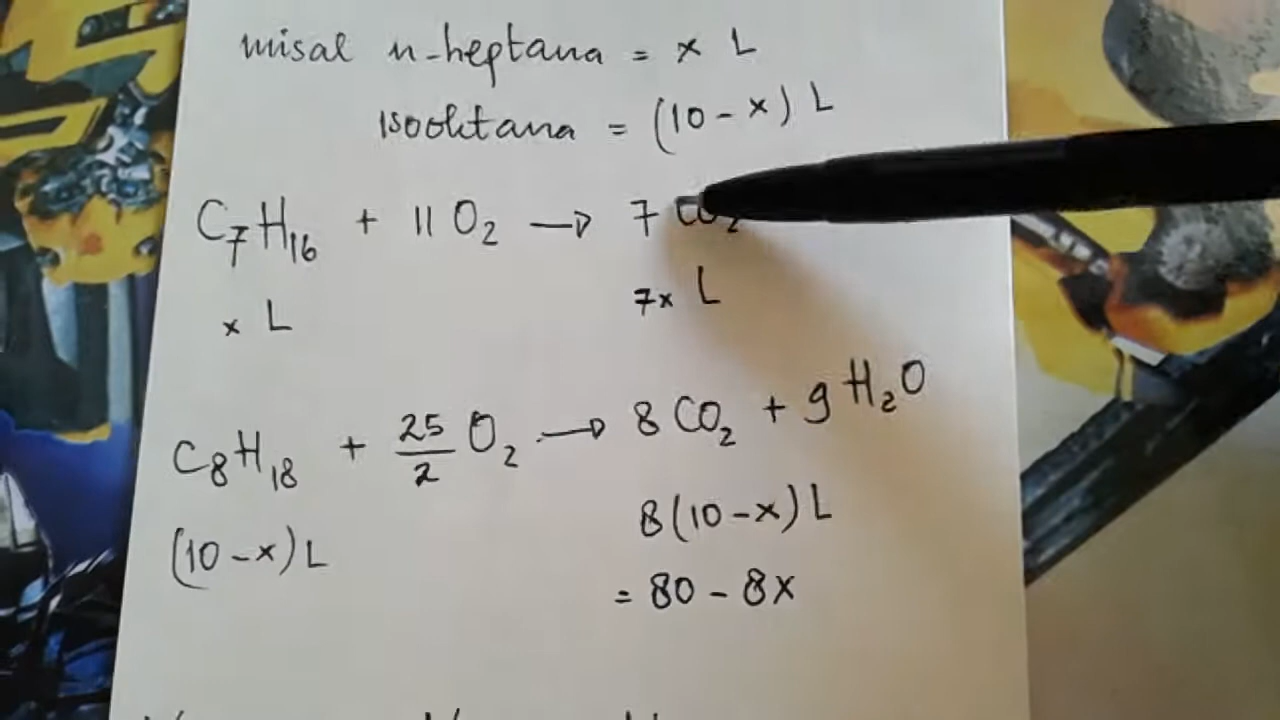 misal n-heptana = x L
isooktana = (10 - x) L
C7H16 + 11 O2 → 7 CO2
x L 7x L
C8H18 + 25/2 O2 → 8 CO2 + 9 H2O
(10 - x) L 8(10 - x) L
= 80 - 8x